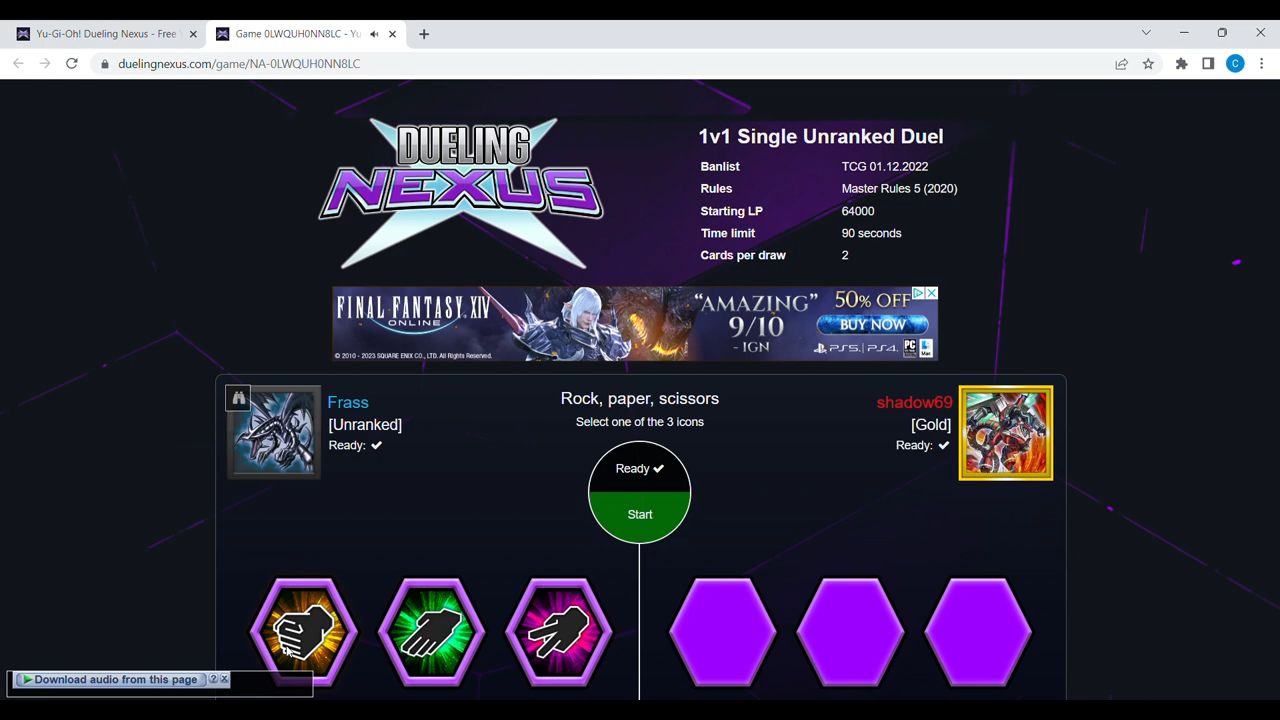 Yu-Gi-Oh! Dueling Nexus - Free
Game 0LWQUH0NN8LC - Yu
duelingnexus.com/game/NA-0LWQUH0NN8LC
C
DUELING
NEXUS
1v1 Single Unranked Duel
Banlist TCG 01.12.2022
Rules Master Rules 5 (2020)
Starting LP 64000
Time limit 90 seconds
Cards per draw 2
FINAL FANTASY XIV
ONLINE
© 2010 - 2023 SQUARE ENIX CO., LTD. All Rights Reserved.
"AMAZING"
9/10
- IGN
50% OFF
BUY NOW
PS5 | PS4
PC
Mac
Frass
[Unranked]
Ready: ✔
Rock, paper, scissors
Select one of the 3 icons
shadow69
[Gold]
Ready: ✔
Ready ✔
Start
Download audio from this page ? X